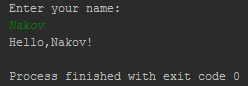 Enter your name:
Nakov
Hello,Nakov!
Process finished with exit code 0